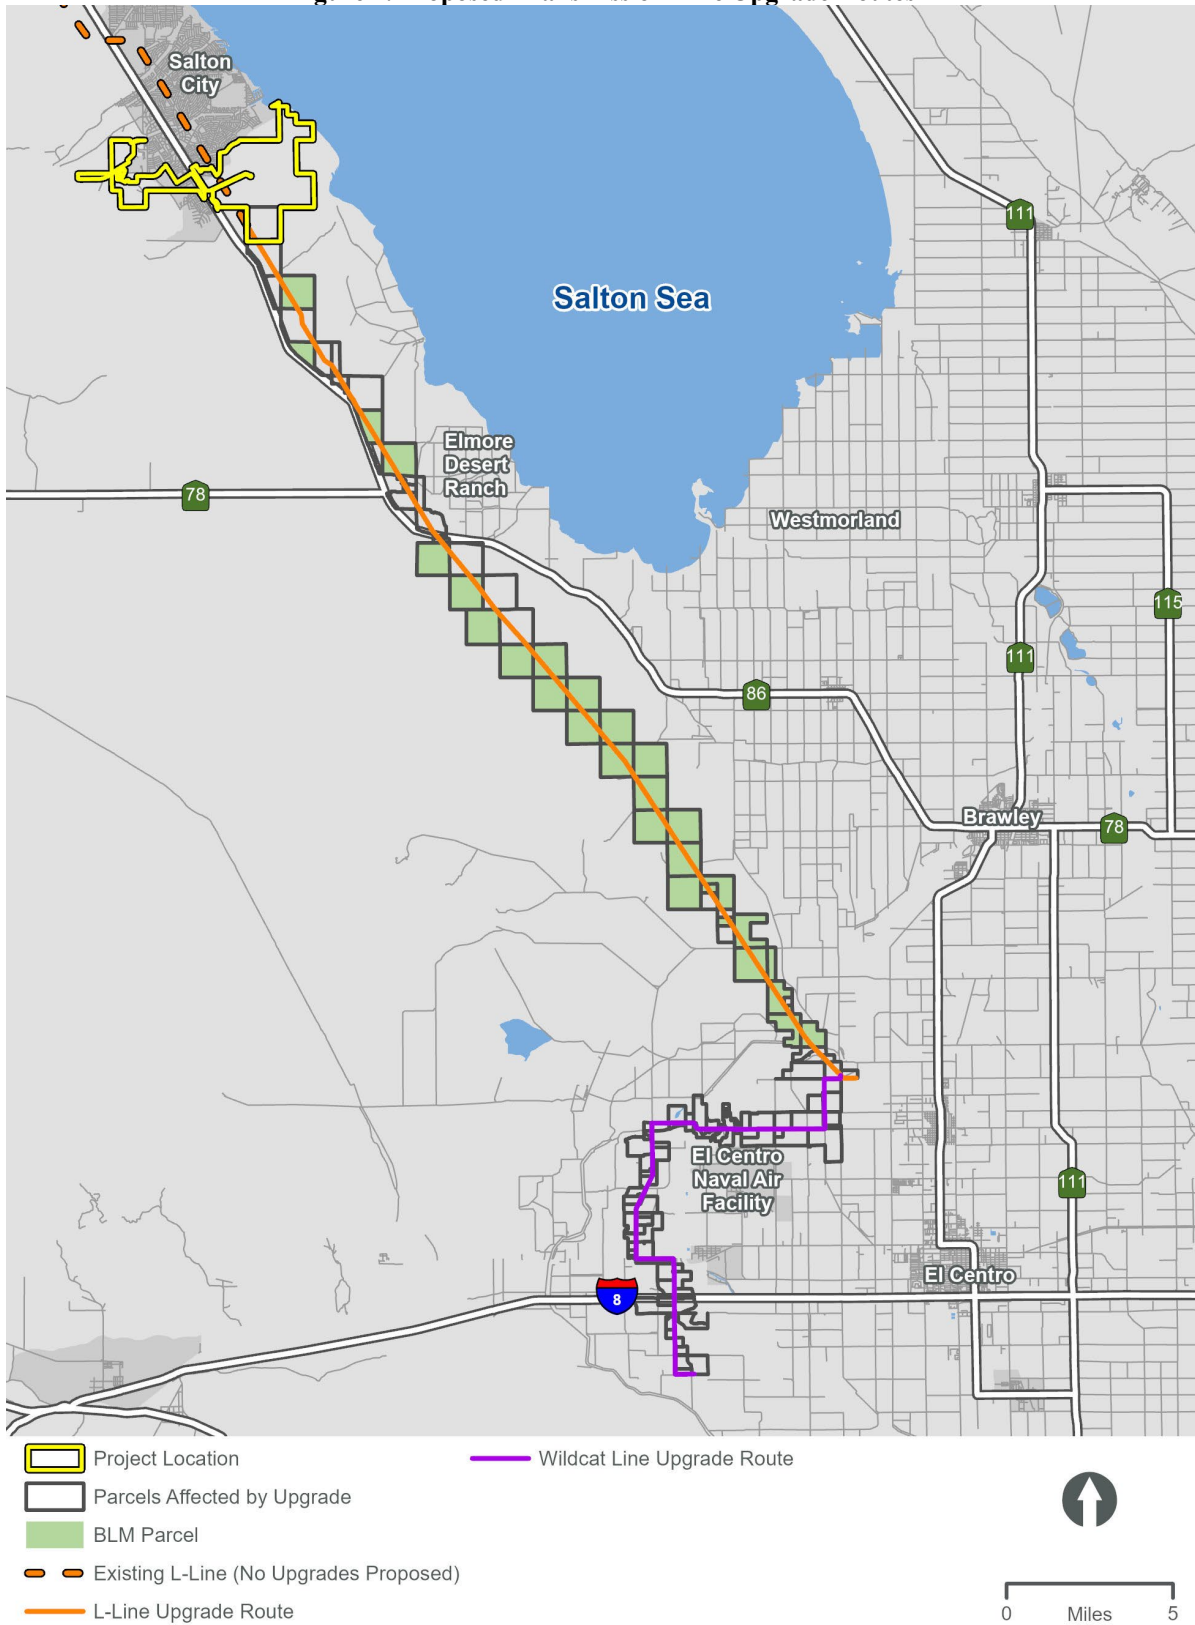 Salton
City
111
Salton Sea
Elmore
Desert
Ranch
78
Westmorland
115
111
86
Brawley
78
El Centro
Naval Air
Facility
111
El Centro
8
Project Location
Wildcat Line Upgrade Route
Parcels Affected by Upgrade
BLM Parcel
Existing L-Line (No Upgrades Proposed)
L-Line Upgrade Route
0 Miles 5